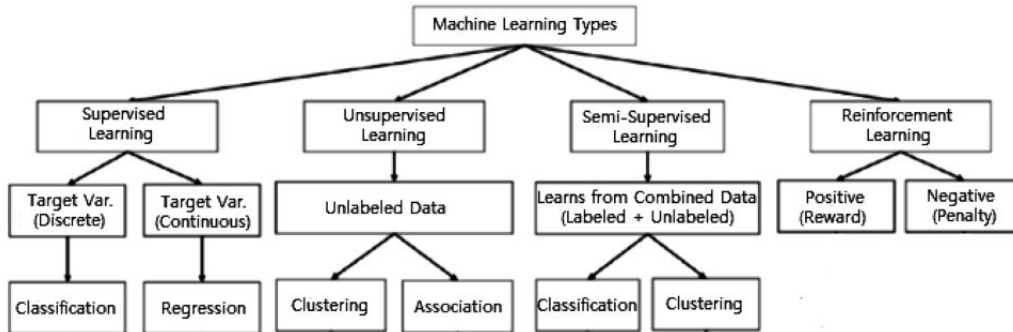 Machine Learning Types
Supervised
Learning
Unsupervised
Learning
Semi-Supervised
Learning
Reinforcement
Learning
Target Var.
(Discrete)
Target Var.
(Continuous)
Unlabeled Data
Learns from Combined Data
(Labeled + Unlabeled)
Positive
(Reward)
Negative
(Penalty)
Classification
Regression
Clustering
Association
Classification
Clustering